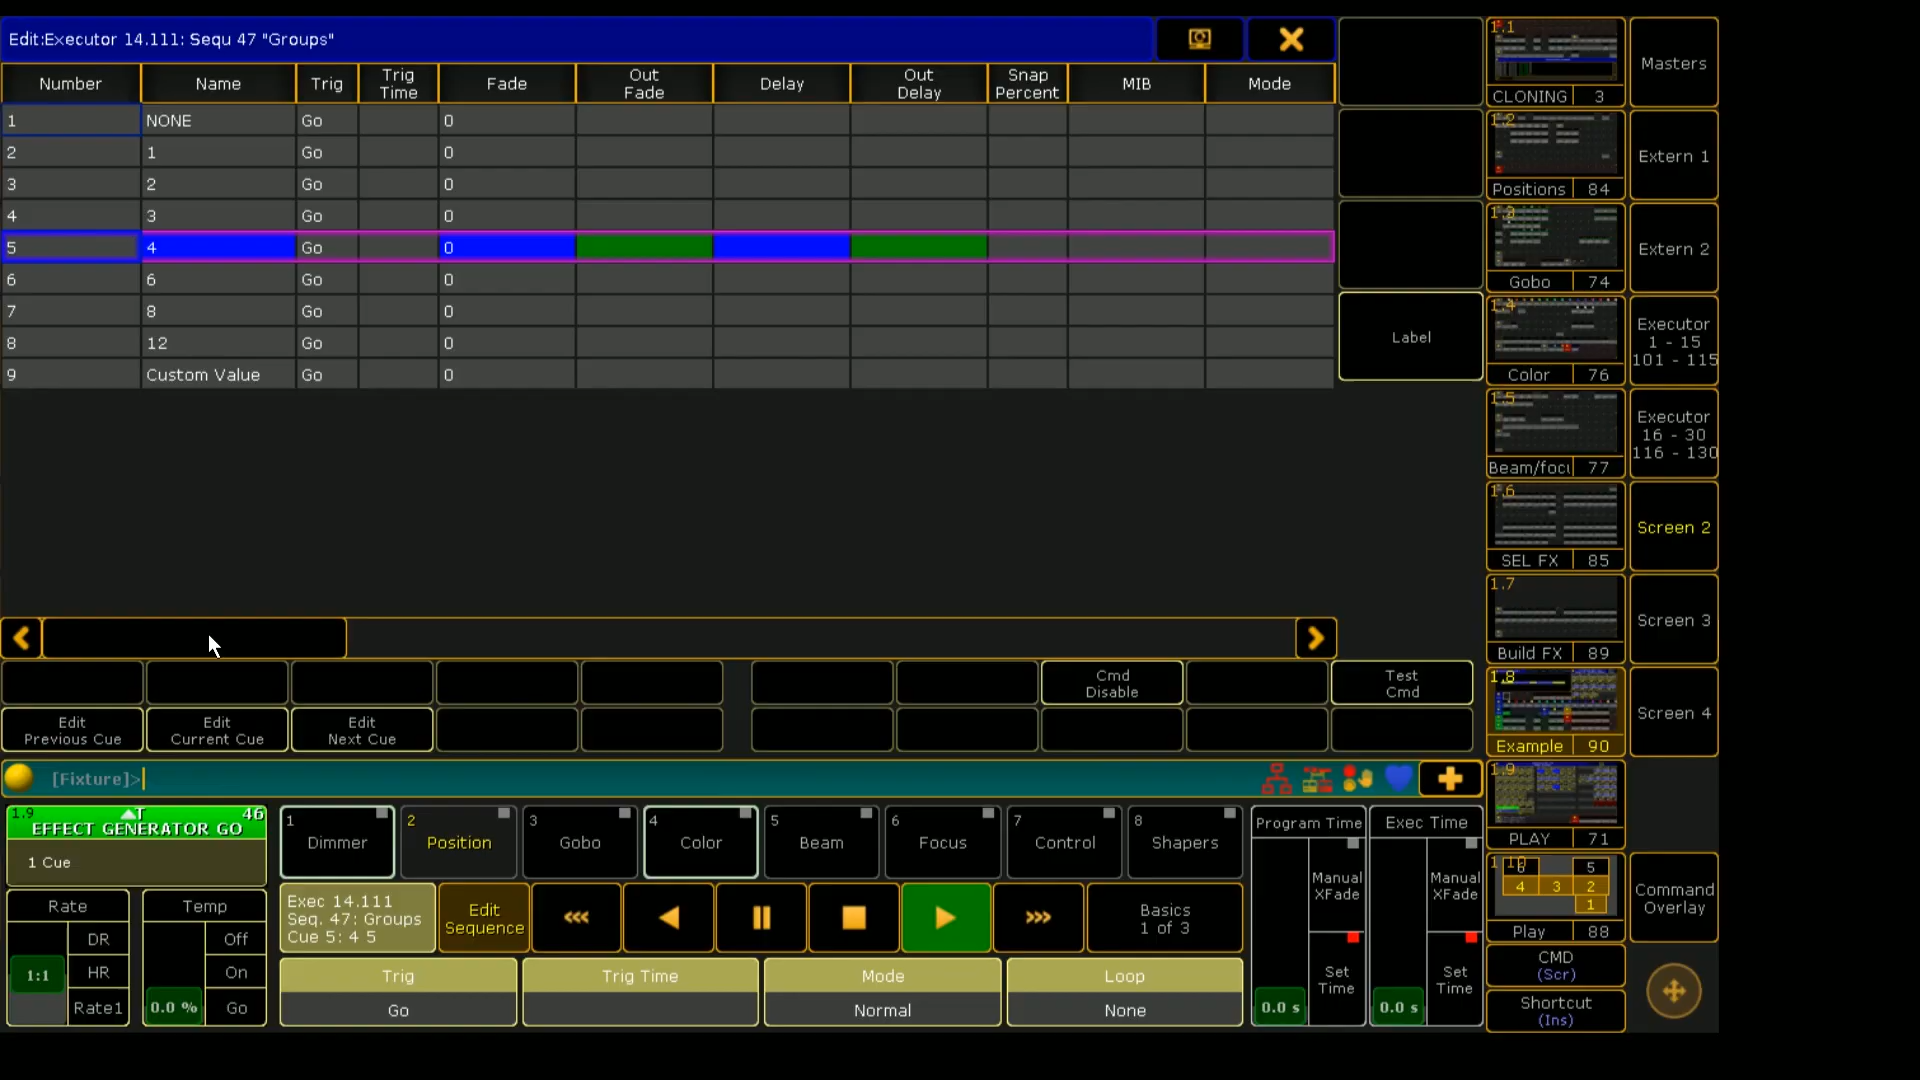 Edit:Executor 14.111: Sequ 47 "Groups"
Number Name Trig Trig Time Fade Out Fade Delay Out Delay Snap Percent MIB Mode
1 NONE Go 0
2 1 Go 0
3 2 Go 0
4 3 Go 0
5 4 Go 0
6 6 Go 0
7 8 Go 0
8 12 Go 0
9 Custom Value Go 0
Label
Cmd Disable
Test Cmd
Edit Previous Cue
Edit Current Cue
Edit Next Cue
[Fixture]>
1.9 T 46
EFFECT GENERATOR GO
1 Cue
Rate
DR
1:1 HR
Rate1
Temp
Off
On
0.0 % Go
1 Dimmer
2 Position
3 Gobo
4 Color
5 Beam
6 Focus
7 Control
8 Shapers
Exec 14.111
Seq. 47: Groups
Cue 5: 4 5
Edit Sequence
Basics
1 of 3
Trig
Go
Trig Time
Mode
Normal
Loop
None
Program Time
Manual XFade
Set Time
0.0 s
Exec Time
Manual XFade
Set Time
0.0 s
1.1
CLONING 3
1.2
Positions 84
1.3
Gobo 74
1.4
Color 76
1.5
Beam/foc 77
1.6
SEL FX 85
1.7
Build FX 89
1.8
Example 90
1.9
PLAY 71
1.10
6 5
4 3 2
1
Play 88
CMD
(Scr)
Shortcut
(Ins)
Masters
Extern 1
Extern 2
Executor
1 - 15
101 - 115
Executor
16 - 30
116 - 130
Screen 2
Screen 3
Screen 4
Command
Overlay